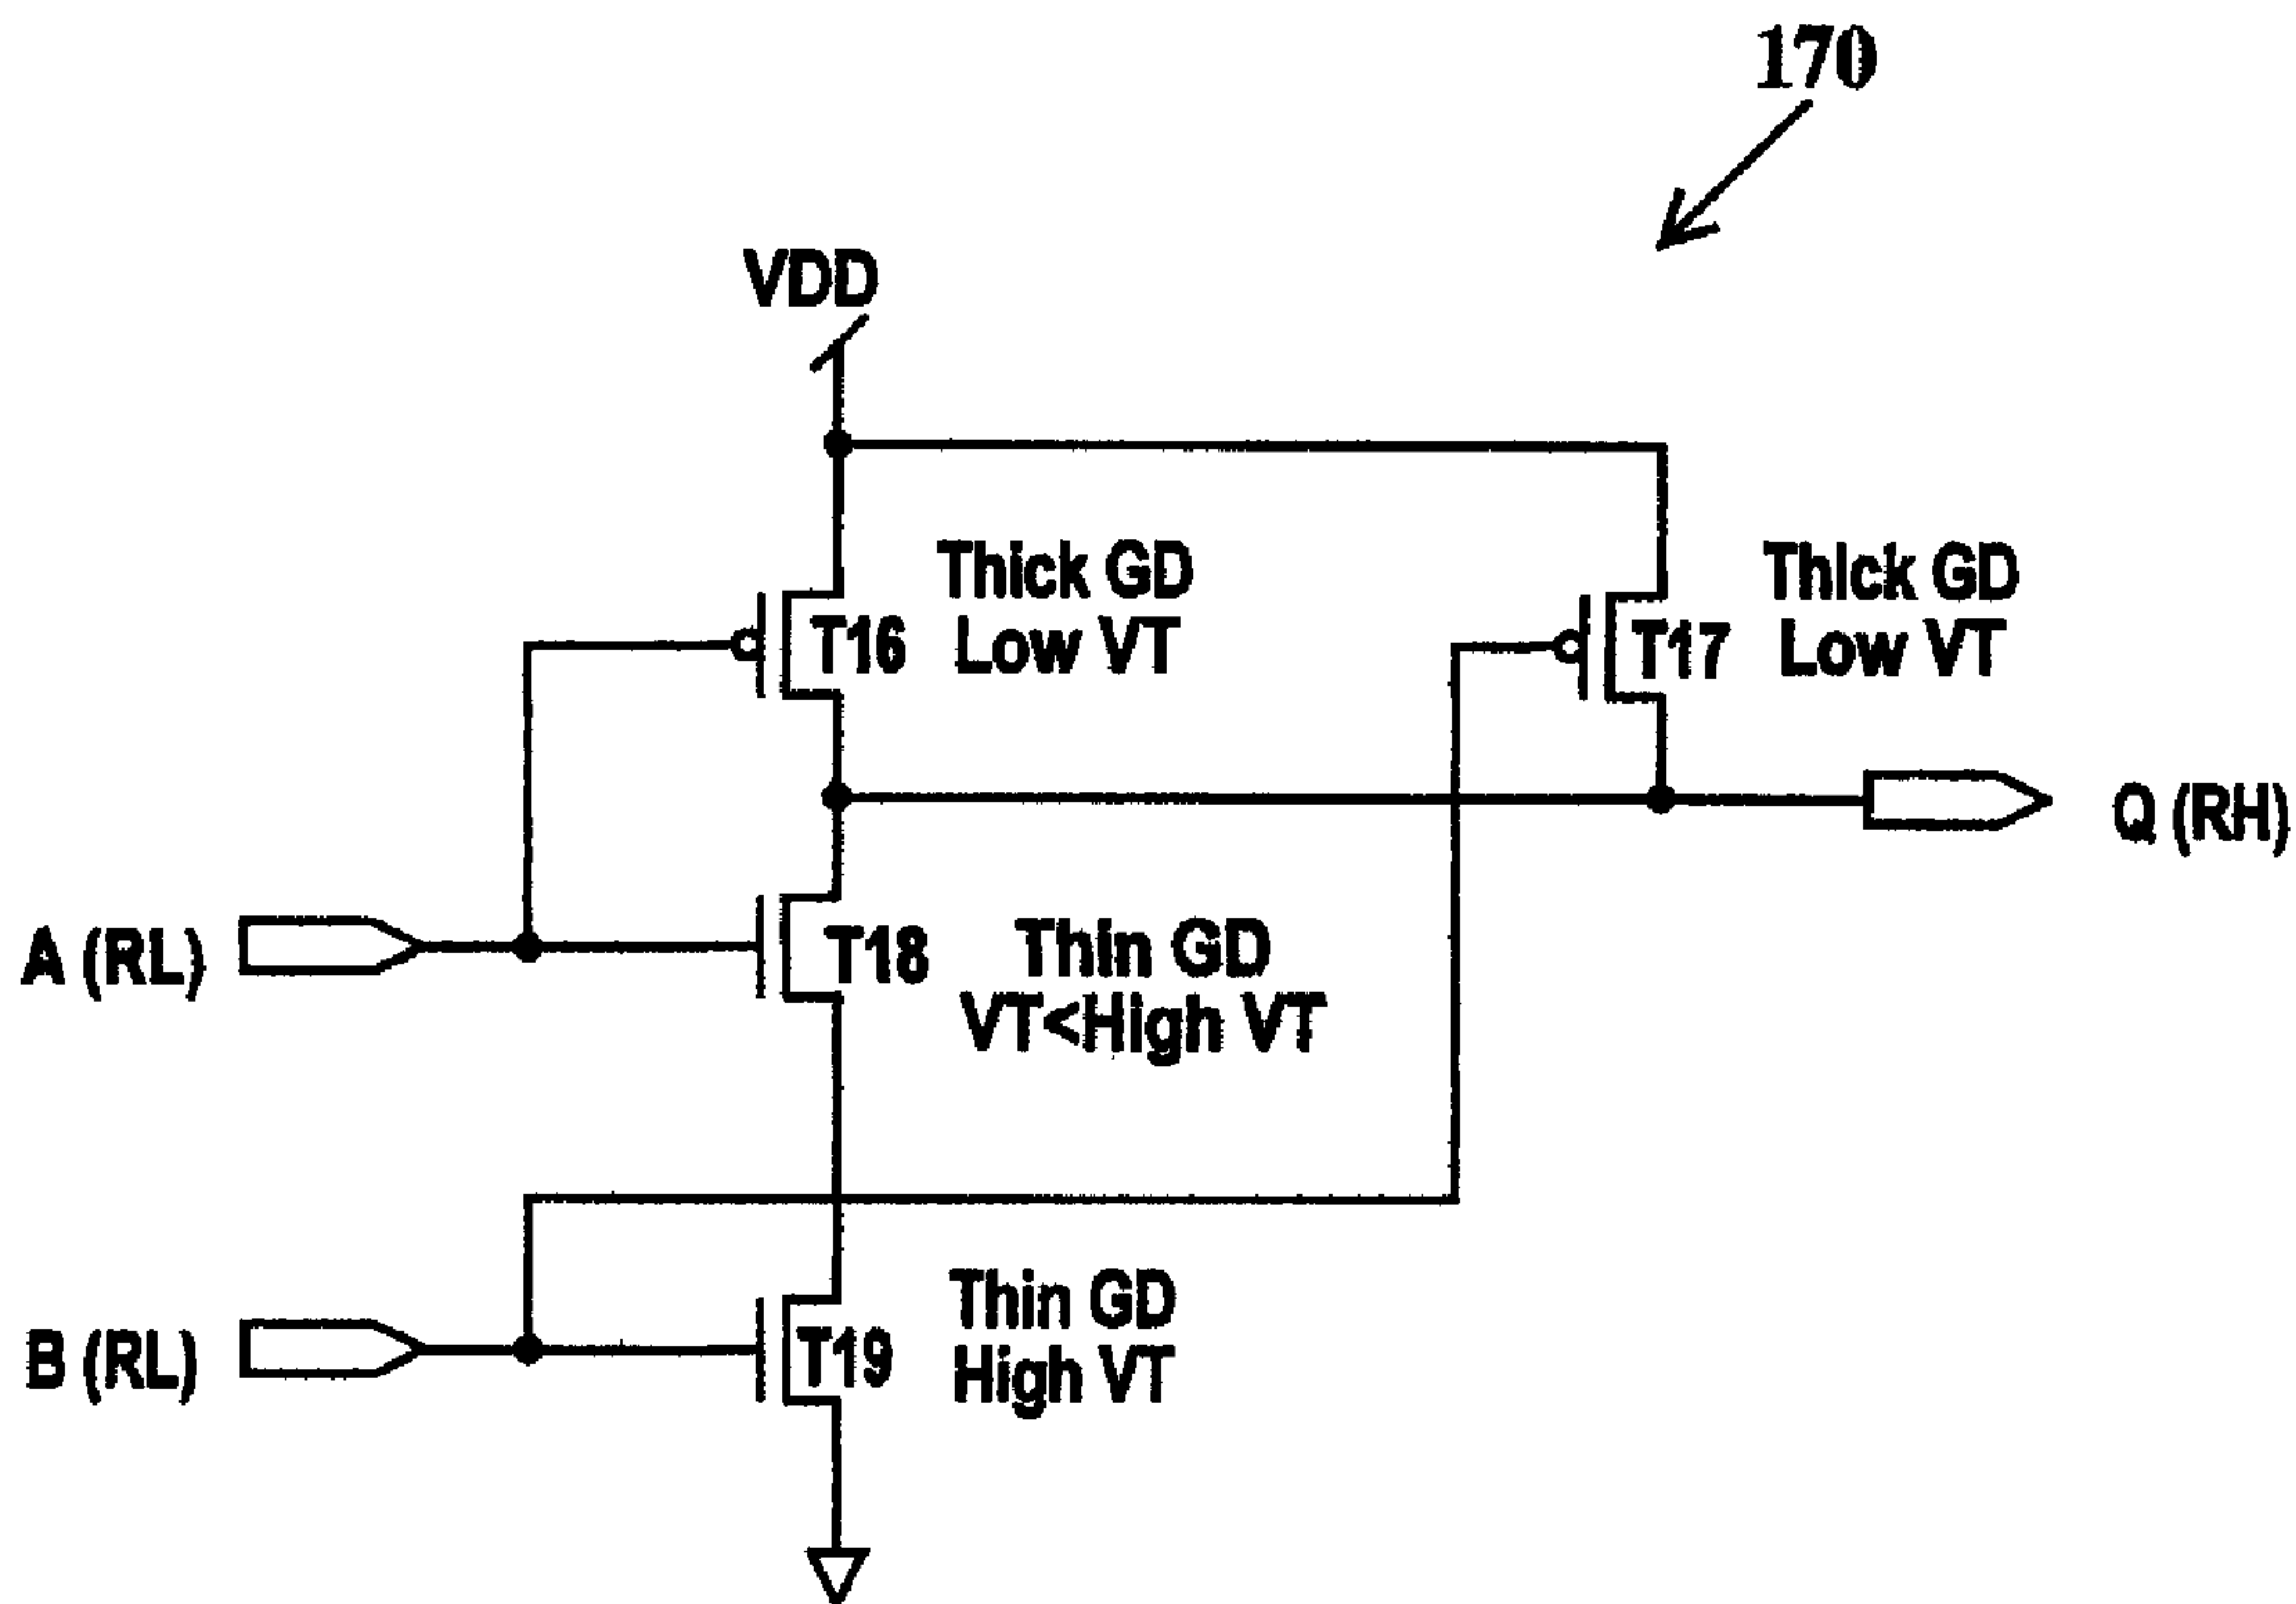 170
VDD
Thick GD
Low VT
T16
Thick GD
Low VT
T17
Q (RH)
A (RL)
T18
Thin GD
VT<High VT
B (RL)
T19
Thin GD
High VT